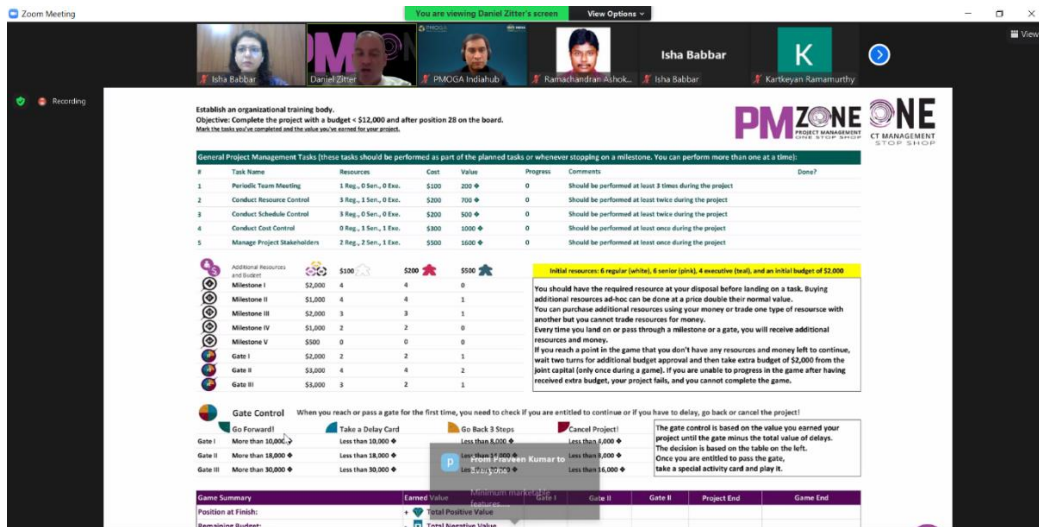 Zoom Meeting
You are viewing Daniel Zitter's screen
View Options
View
Isha Babbar
Daniel Zitter
PMOGA Indiahub
Ramachandran Ashok...
Isha Babbar
Isha Babbar
K
Kartkeyan Ramamurthy
Recording
Establish an organizational training body.
Objective: Complete the project with a budget < $12,000 and after position 28 on the board.
Mark the tasks you've completed and the value you've earned for your project.
PMZONE
PROJECT MANAGEMENT
ONE STOP SHOP
ONE
CT MANAGEMENT
STOP SHOP
General Project Management Tasks (these tasks should be performed as part of the planned tasks or whenever stopping on a milestone. You can perform more than one at a time):
# Task Name Resources Cost Value Progress Comments Done?
1 Periodic Team Meeting 1 Reg., 0 Sen., 0 Exe. $100 200 0 Should be performed at least 3 times during the project
2 Conduct Resource Control 3 Reg., 1 Sen., 0 Exe. $200 700 0 Should be performed at least twice during the project
3 Conduct Schedule Control 3 Reg., 0 Sen., 0 Exe. $200 500 0 Should be performed at least twice during the project
4 Conduct Cost Control 0 Reg., 1 Sen., 1 Exe. $300 1000 0 Should be performed at least once during the project
5 Manage Project Stakeholders 2 Reg., 2 Sen., 1 Exe. $500 1600 0 Should be performed at least once during the project
Additional Resources and Budget $100 $200 $500
Milestone I $2,000 4 4 0
Milestone II $1,000 4 4 1
Milestone III $2,000 3 3 1
Milestone IV $1,000 2 2 0
Milestone V $500 0 0 0
Gate I $2,000 2 2 1
Gate II $3,000 4 4 2
Gate III $3,000 3 2 1
Initial resources: 6 regular (white), 6 senior (pink), 4 executive (teal), and an initial budget of $2,000
You should have the required resource at your disposal before landing on a task. Buying
additional resources ad-hoc can be done at a price double their normal value.
You can purchase additional resources using your money or trade one type of resourse with
another but you cannot trade resources for money.
Every time you land on or pass through a milestone or a gate, you will receive additional
resources and money.
If you reach a point in the game that you don't have any resources and money left to continue,
wait two turns for additional budget approval and then take extra budget of $2,000 from the
joint capital (only once during a game). If you are unable to progress in the game after having
received extra budget, your project fails, and you cannot complete the game.
Gate Control When you reach or pass a gate for the first time, you need to check if you are entitled to continue or if you have to delay, go back or cancel the project!
Go Forward! Take a Delay Card Go Back 3 Steps Cancel Project!
Gate I More than 10,000 Less than 10,000 Less than 8,000 Less than
Gate II More than 18,000 Less than 18,000 Less than Less than
Gate III More than 30,000 Less than 30,000 Less than 16,000
The gate control is based on the value you earned your
project until the gate minus the total value of delays.
The decision is based on the table on the left.
Once you are entitled to pass the gate,
take a special activity card and play it.
p
From Praveen Kumar to
Everyone
Minimum marketable
features...
Game Summary Earned Value Gate I Gate II Gate II Project End Game End
Position at Finish: + Total Positive Value
Remaining Budget: - Total Negative Value